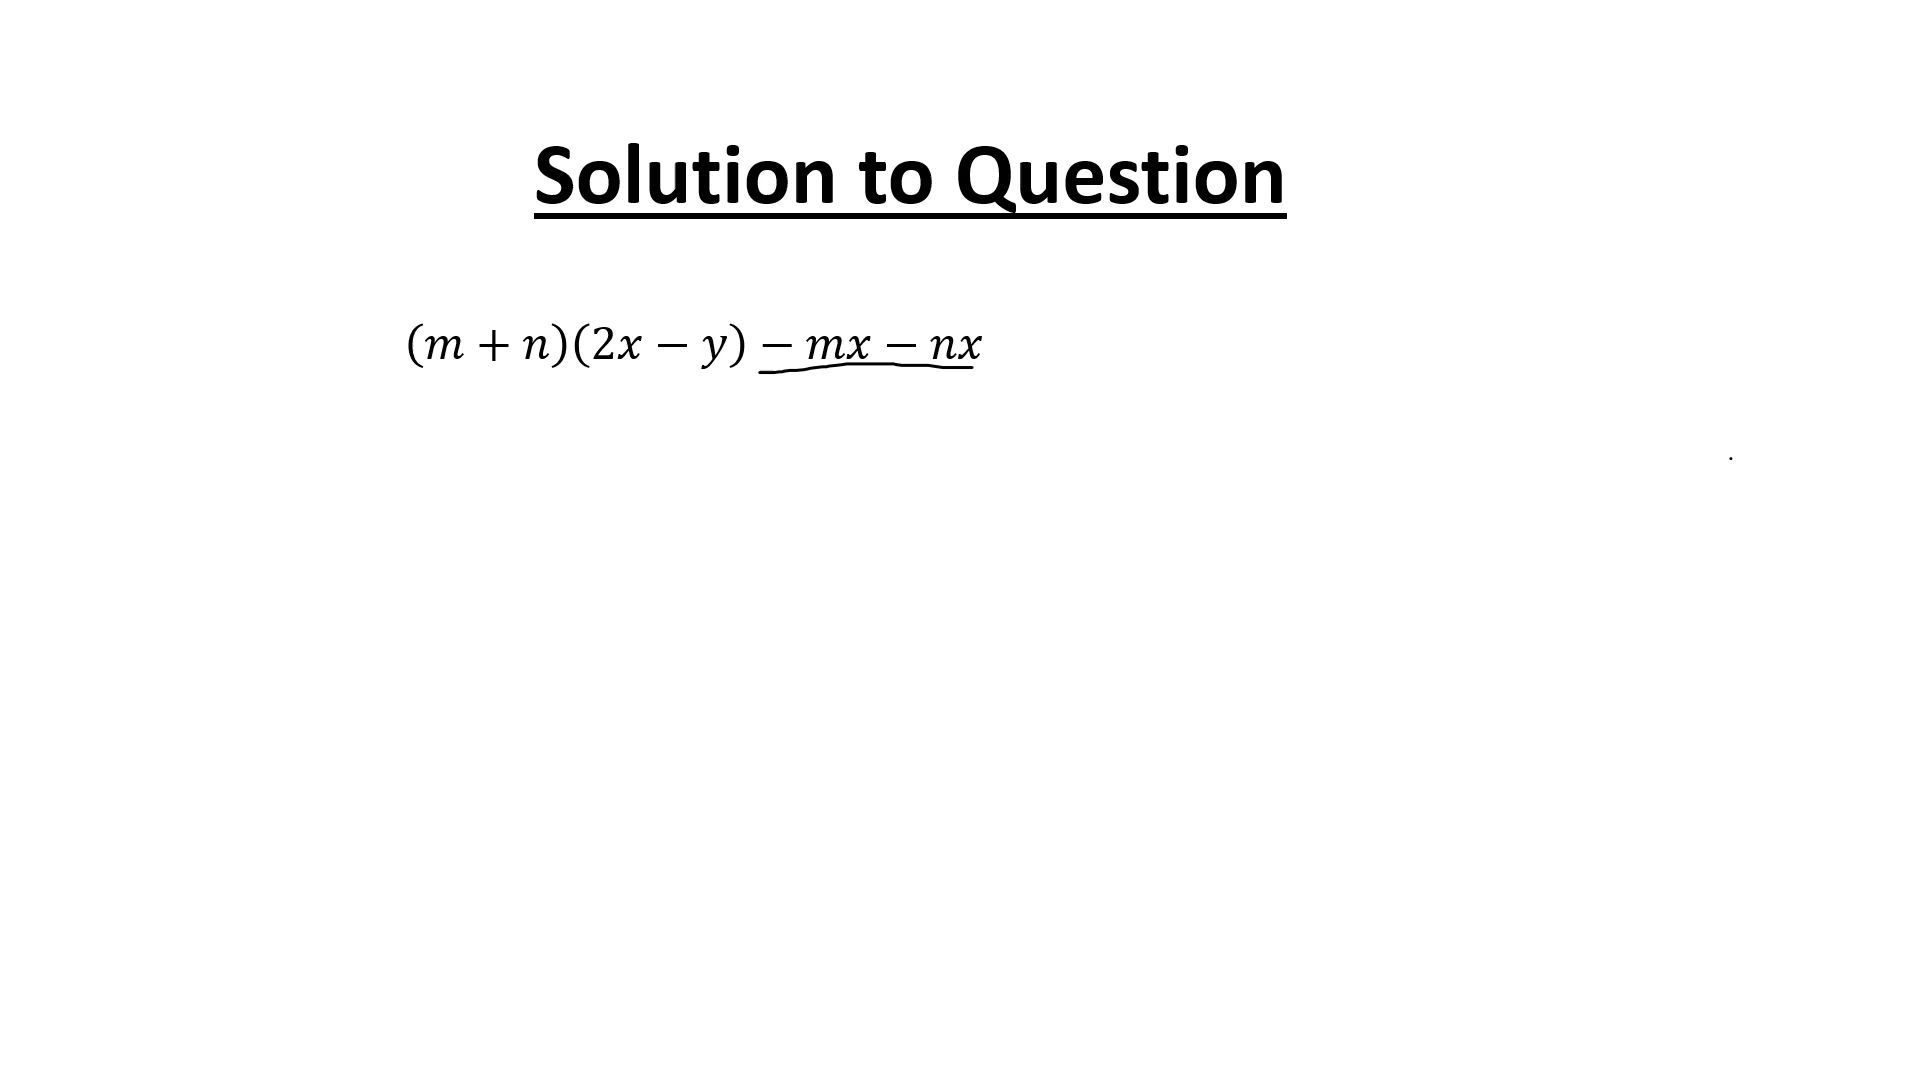 Solution to Question
(m + n)(2x − y) − mx − nx